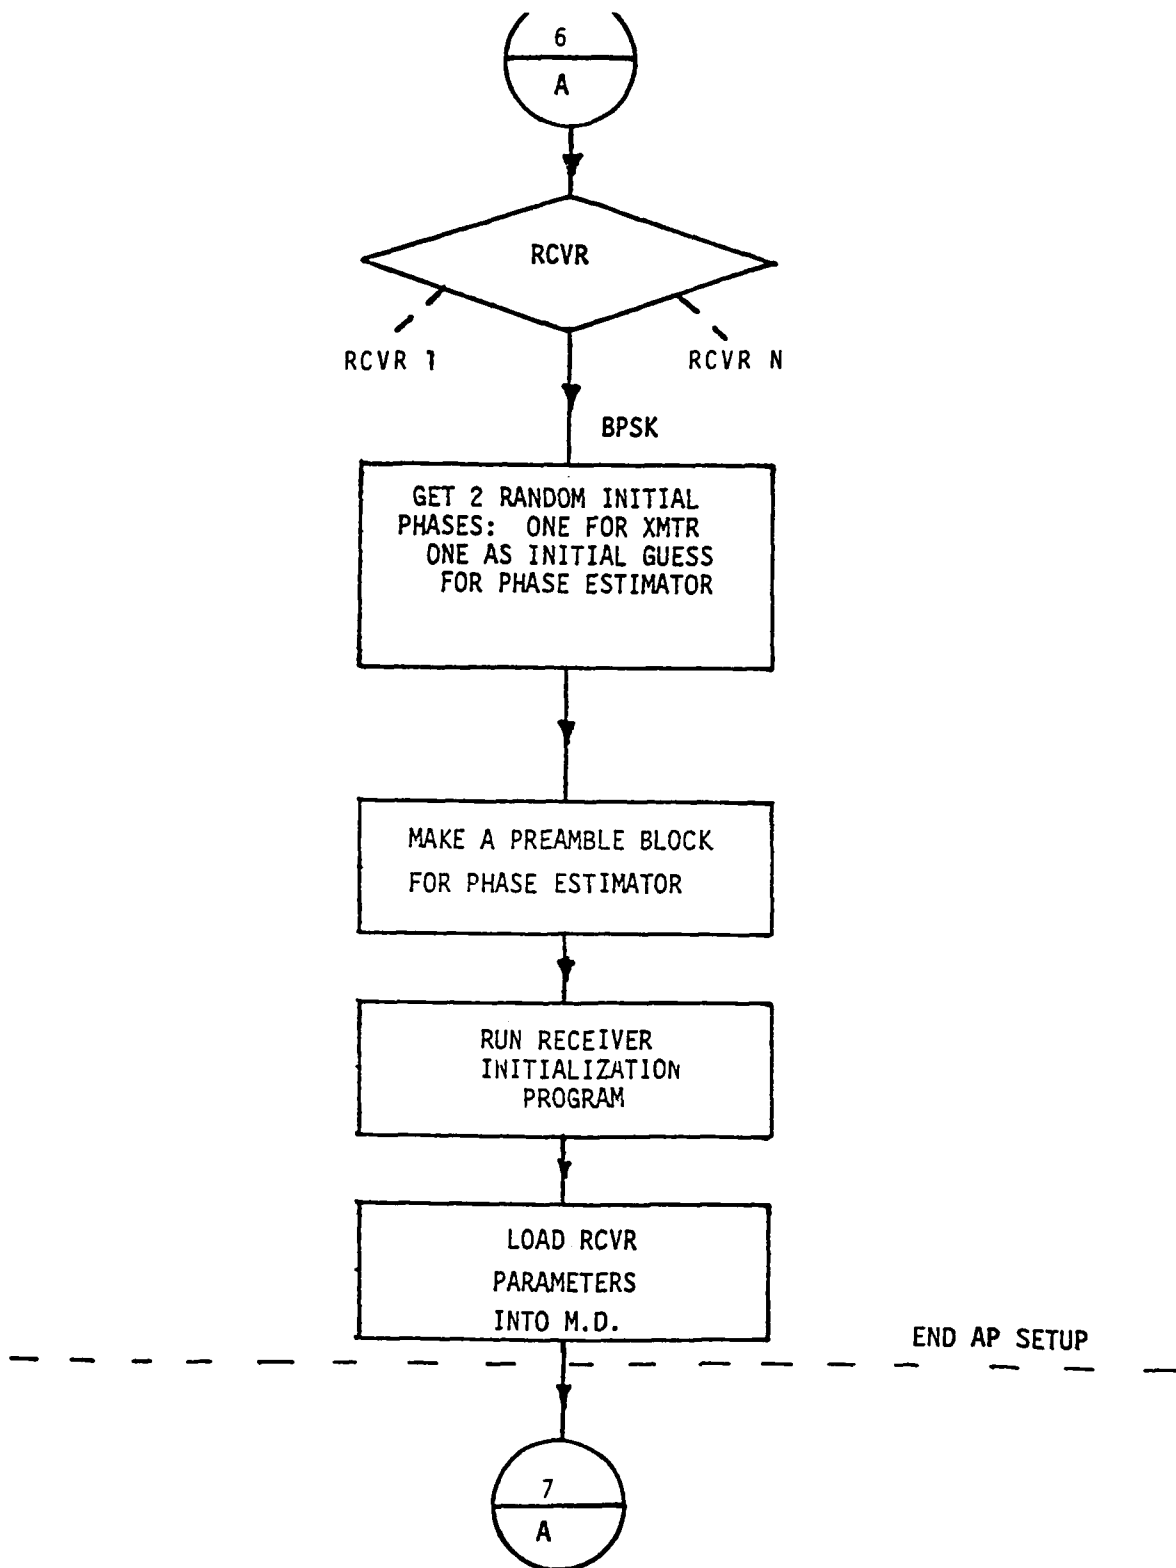 6
A
RCVR
RCVR 1
RCVR N
BPSK
GET 2 RANDOM INITIAL
PHASES: ONE FOR XMTR
ONE AS INITIAL GUESS
FOR PHASE ESTIMATOR
MAKE A PREAMBLE BLOCK
FOR PHASE ESTIMATOR
RUN RECEIVER
INITIALIZATION
PROGRAM
LOAD RCVR
PARAMETERS
INTO M.D.
END AP SETUP
7
A